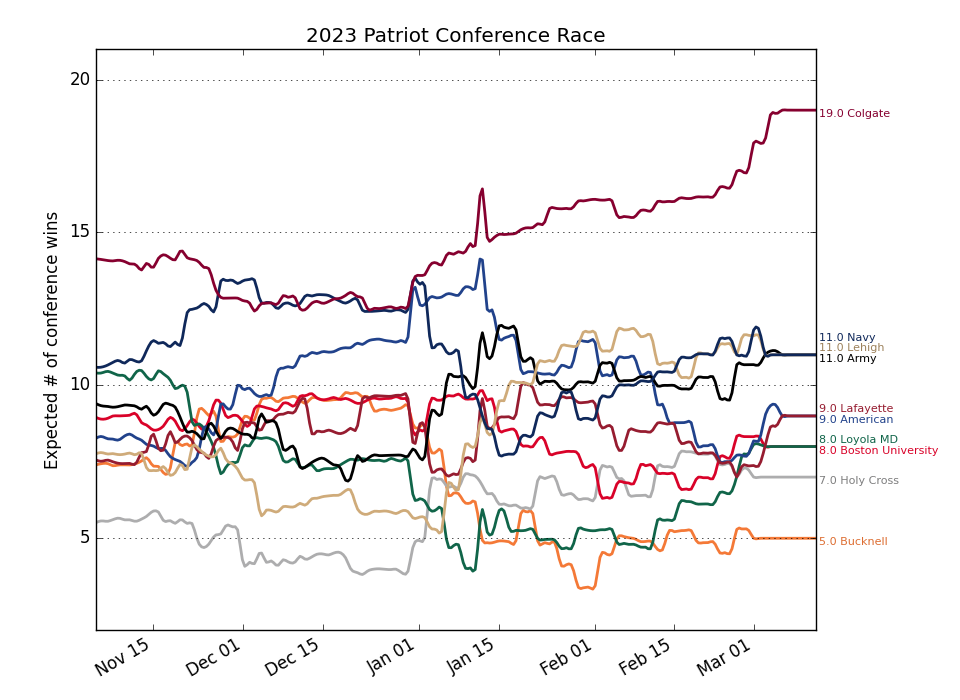 2023 Patriot Conference Race
Expected # of conference wins
20
15
10
5
19.0 Colgate
11.0 Navy
11.0 Lehigh
11.0 Army
9.0 Lafayette
9.0 American
8.0 Loyola MD
8.0 Boston University
7.0 Holy Cross
5.0 Bucknell
Nov 15
Dec 01
Dec 15
Jan 01
Jan 15
Feb 01
Feb 15
Mar 01